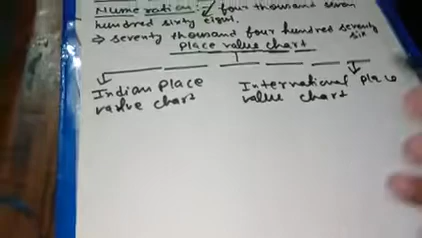 Numeration: four thousand seven
hundred sixty eight.
⇒ seventy thousand four hundred seventy
six
Place value chart
Indian Place
value chart
International place
value chart